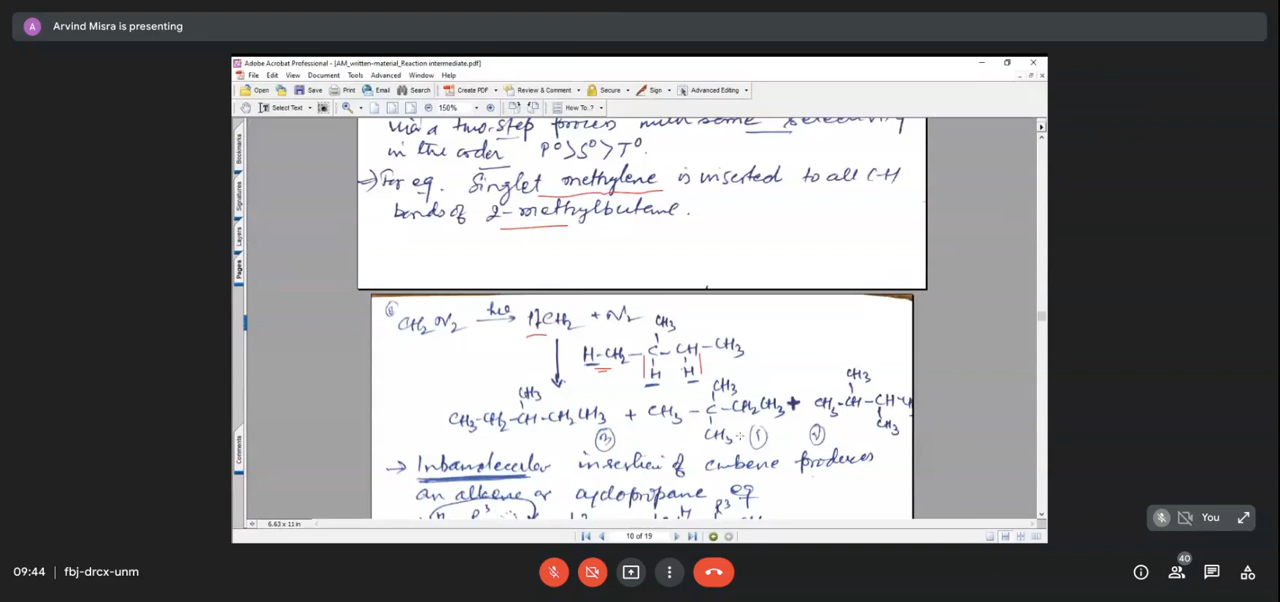 A
Arvind Misra is presenting
Adobe Acrobat Professional - [AM_written-material_Reaction intermediate.pdf]
File Edit View Document Tools Advanced Window Help
Open Save Print Email Search Create PDF Review & Comment Secure Sign Advanced Editing
Select Text 150% How To..?
Bookmarks
Signatures
Layers
Pages
Comments
via a two-step process with some selectivity
in the order P° > S° > T°.
→ For eg. Singlet methylene is inserted to all C-H
bonds of 2-methylbutane.
CH2N2 hν → CH2 + N2
CH3
H-CH2-C-CH-CH3
H H
CH3 CH3 CH3
CH3-CH2-CH-CH2CH3 + CH3-C-CH2CH3 + CH3-CH-CH-
CH3 CH3
→ Intramolecular insertion of carbene produces
an alkene or cyclopropane eg
6.63 x 11 in
10 of 19
You
09:44 | fbj-drcx-unm
40